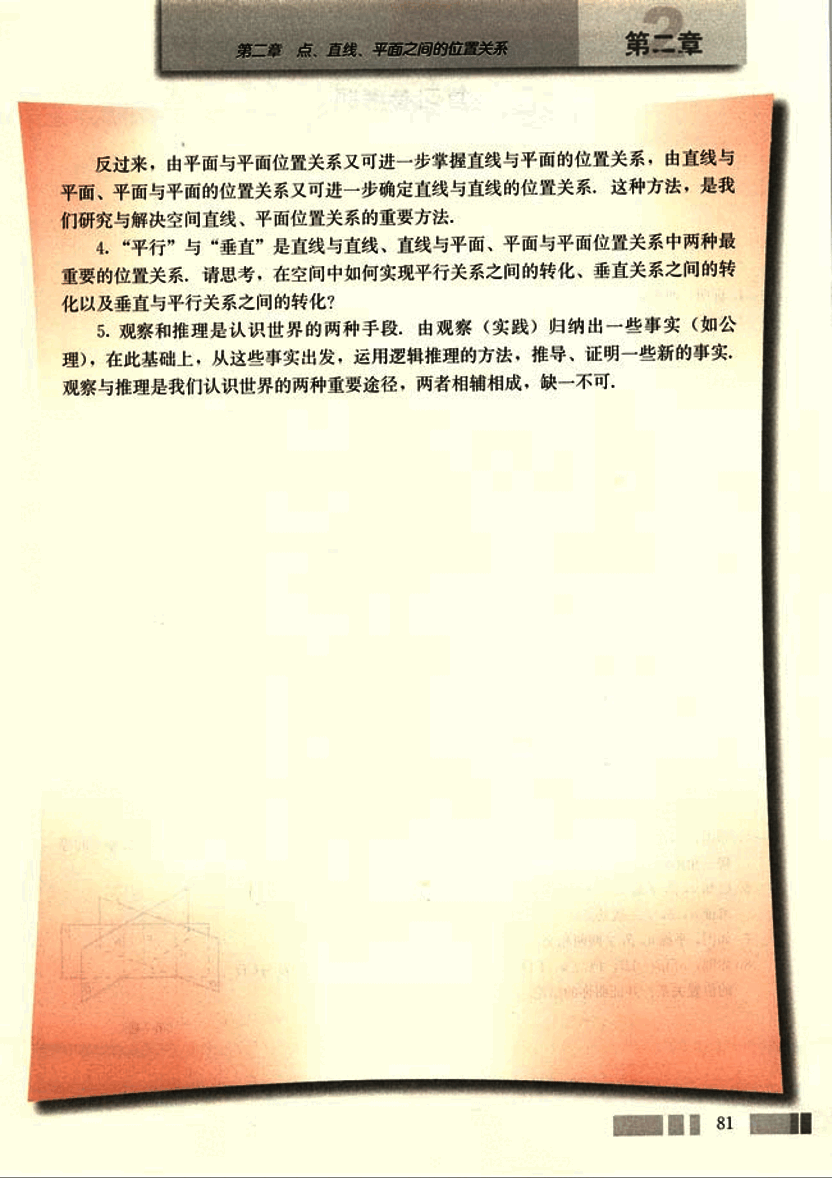 第二章 点、直线、平面之间的位置关系
第二章
反过来，由平面与平面位置关系又可进一步掌握直线与平面的位置关系，由直线与
平面、平面与平面的位置关系又可进一步确定直线与直线的位置关系. 这种方法，是我
们研究与解决空间直线、平面位置关系的重要方法.
4. “平行”与“垂直”是直线与直线、直线与平面、平面与平面位置关系中两种最
重要的位置关系. 请思考，在空间中如何实现平行关系之间的转化、垂直关系之间的转
化以及垂直与平行关系之间的转化?
5. 观察和推理是认识世界的两种手段. 由观察（实践）归纳出一些事实（如公
理），在此基础上，从这些事实出发，运用逻辑推理的方法，推导、证明一些新的事实.
观察与推理是我们认识世界的两种重要途径，两者相辅相成，缺一不可.
81